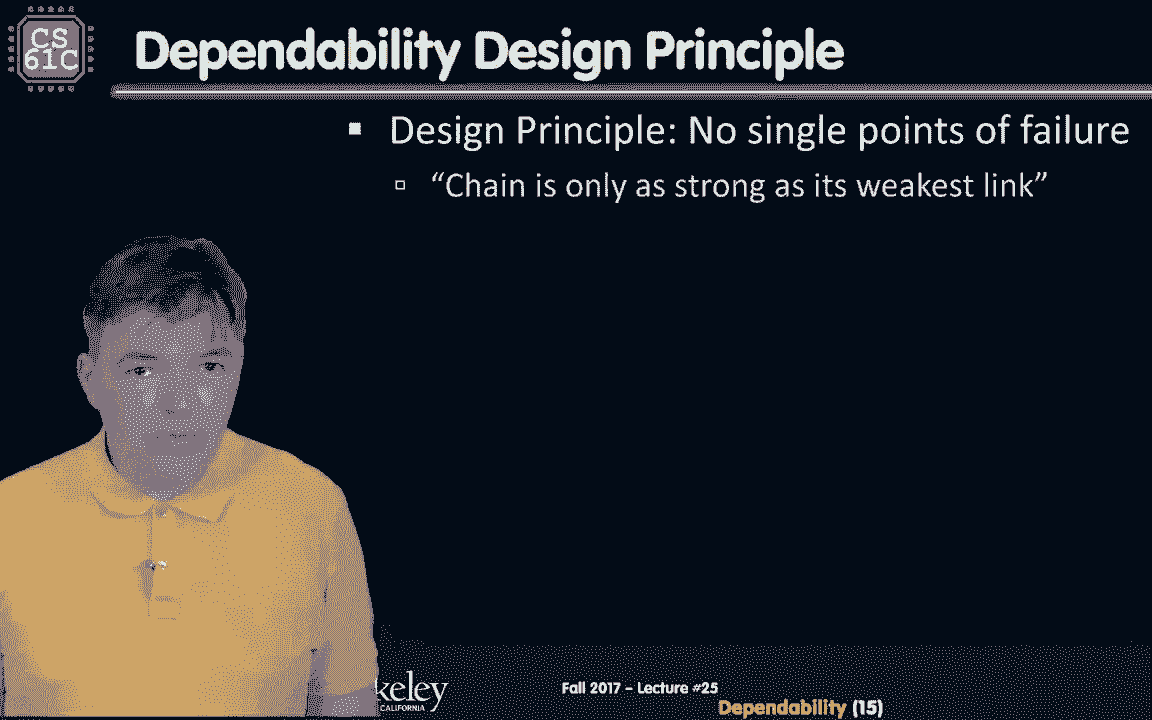 CS
61C
Dependability Design Principle
Design Principle: No single points of failure
“Chain is only as strong as its weakest link”
keley
CALIFORNIA
Fall 2017 – Lecture #25
Dependability (15)